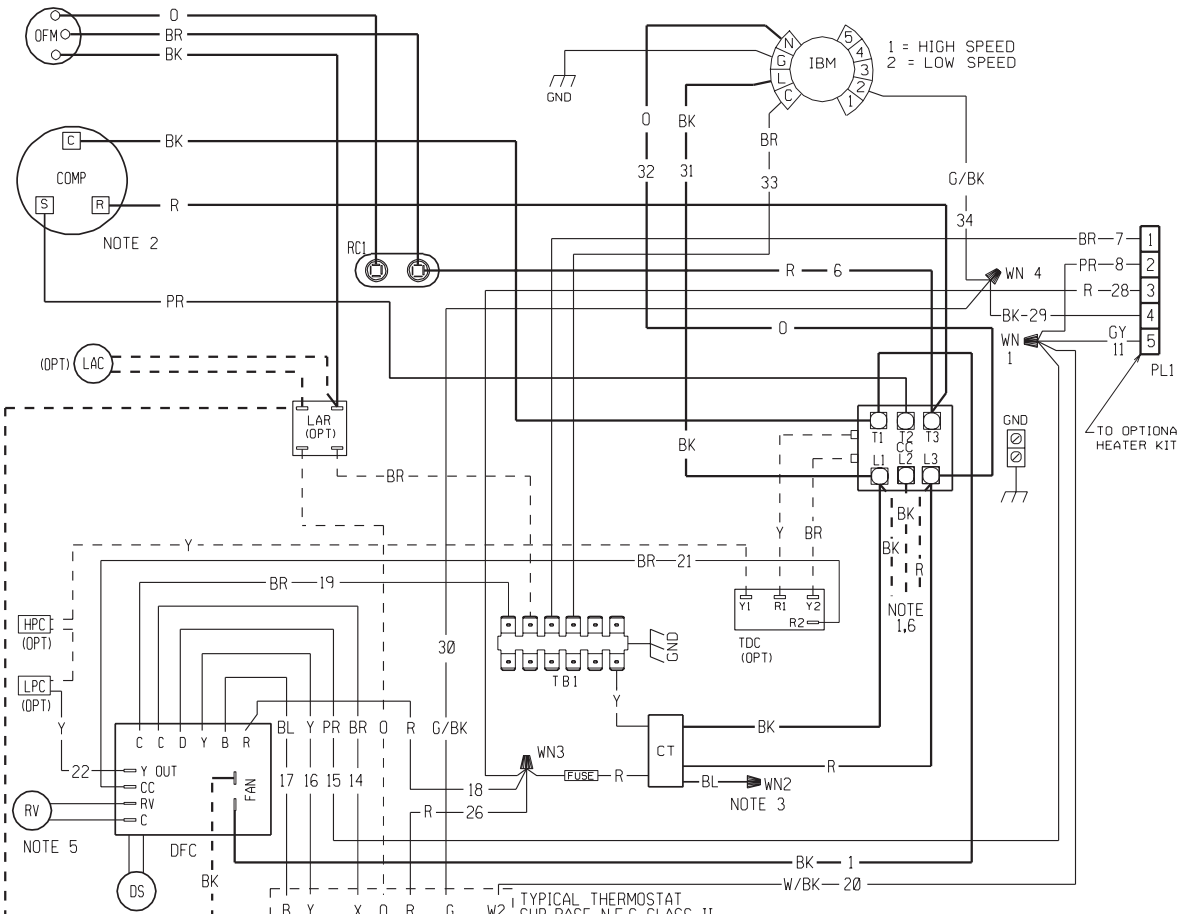 O
BR
BK
OFM
N
G
L
C
5
4
3
2
1
IBM
1 = HIGH SPEED
2 = LOW SPEED
GND
C
BK
COMP
S
R
R
NOTE 2
O
BK
BR
32
31
33
G/BK
34
RC1
BR 7
1
PR 8
2
R 6
WN 4
R 28
3
BK-29
4
PR
O
WN
1
GY
11
5
PL1
(OPT)
LAC
LAR
(OPT)
T1
T2
T3
CC
L1
L2
L3
GND
TO OPTIONA
HEATER KIT
BK
BR
Y
BR
BK
BK
R
Y
BR 21
BR 19
Y1
R1
Y2
R2
NOTE
1,6
HPC
(OPT)
TDC
(OPT)
GND
TB1
30
LPC
(OPT)
Y
Y
BL
Y
PR
BR
O
R
G/BK
C
C
D
Y
B
R
BK
CT
22
Y OUT
CC
RV
C
FAN
17
16
15
14
WN3
FUSE
R
R
18
BL
WN2
NOTE 3
R 26
RV
NOTE 5
DFC
BK 1
DS
BK
W/BK 20
TYPICAL THERMOSTAT
SUB-BASE N.E.C CLASS II
B
Y
X
O
R
G
W2